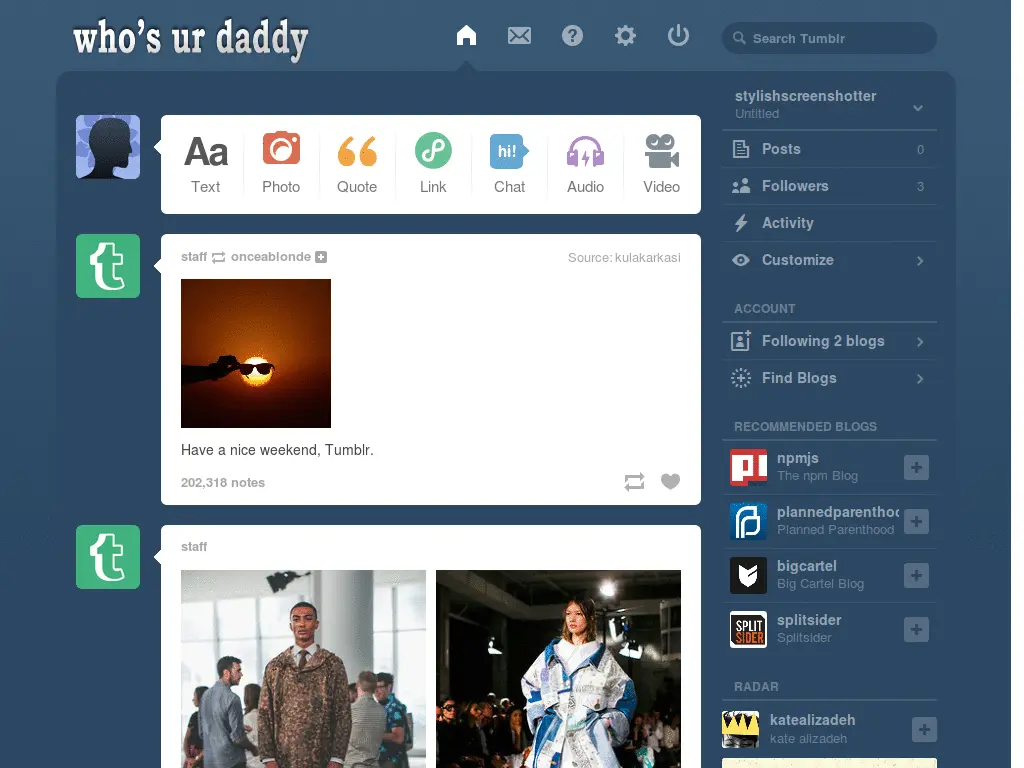 who's ur daddy
Search Tumblr
stylishscreenshotter
Untitled
Aa
hi!
Text
Photo
Quote
Link
Chat
Audio
Video
Posts
0
Followers
3
Activity
Customize
staff onceablonde
Source: kulakarkasi
Have a nice weekend, Tumblr.
202,318 notes
ACCOUNT
Following 2 blogs
Find Blogs
RECOMMENDED BLOGS
npmjs
The npm Blog
plannedparenthoo
Planned Parenthood
bigcartel
Big Cartel Blog
SPLIT
SIDER
splitsider
Splitsider
t
t
staff
RADAR
katealizadeh
kate alizadeh